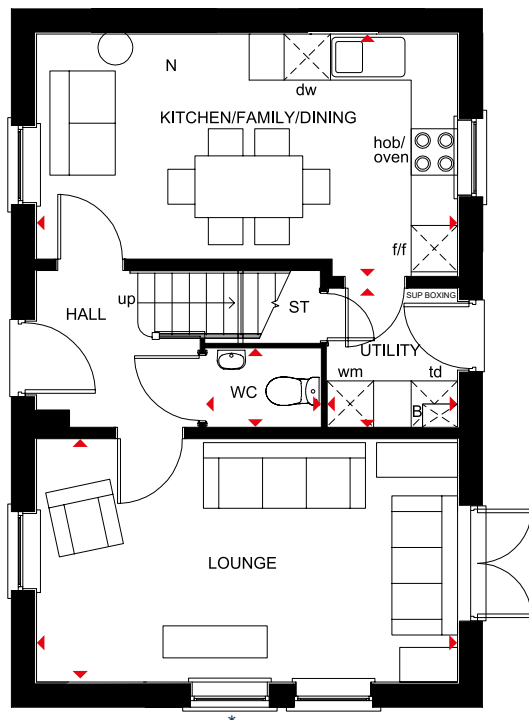 N
dw
KITCHEN/FAMILY/DINING
hob/
oven
f/f
SUP BOXING
up
ST
HALL
UTILITY
wm
td
WC
B
LOUNGE
*